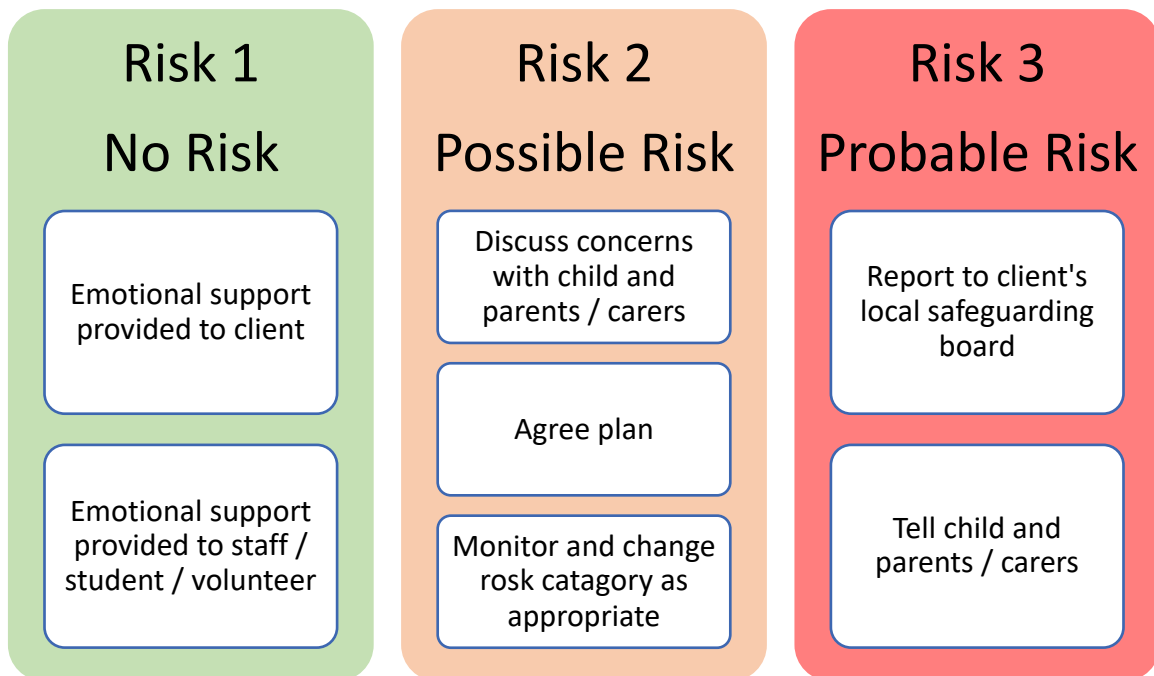 Risk 1
No Risk
Emotional support
provided to client
Emotional support
provided to staff /
student / volunteer
Risk 2
Possible Risk
Discuss concerns
with child and
parents / carers
Agree plan
Monitor and change
rosk catagory as
appropriate
Risk 3
Probable Risk
Report to client's
local safeguarding
board
Tell child and
parents / carers